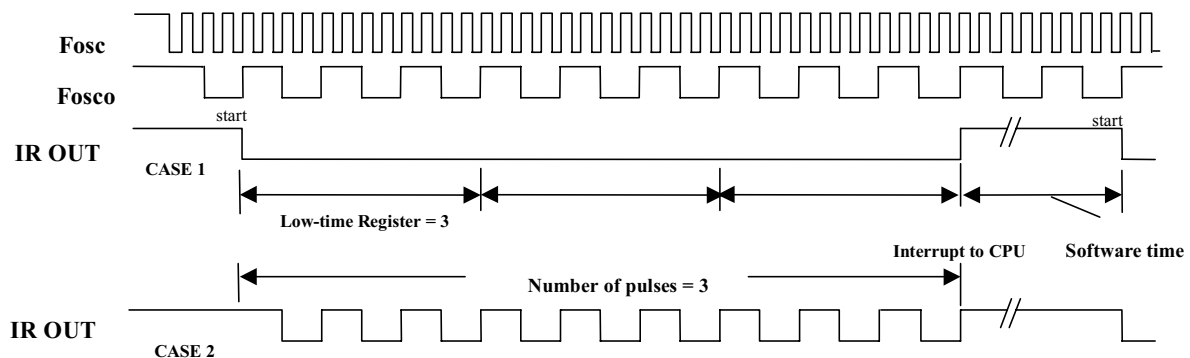 Fosc
Fosco
start
start
IR OUT
CASE 1
Low-time Register = 3
Interrupt to CPU
Software time
Number of pulses = 3
IR OUT
CASE 2